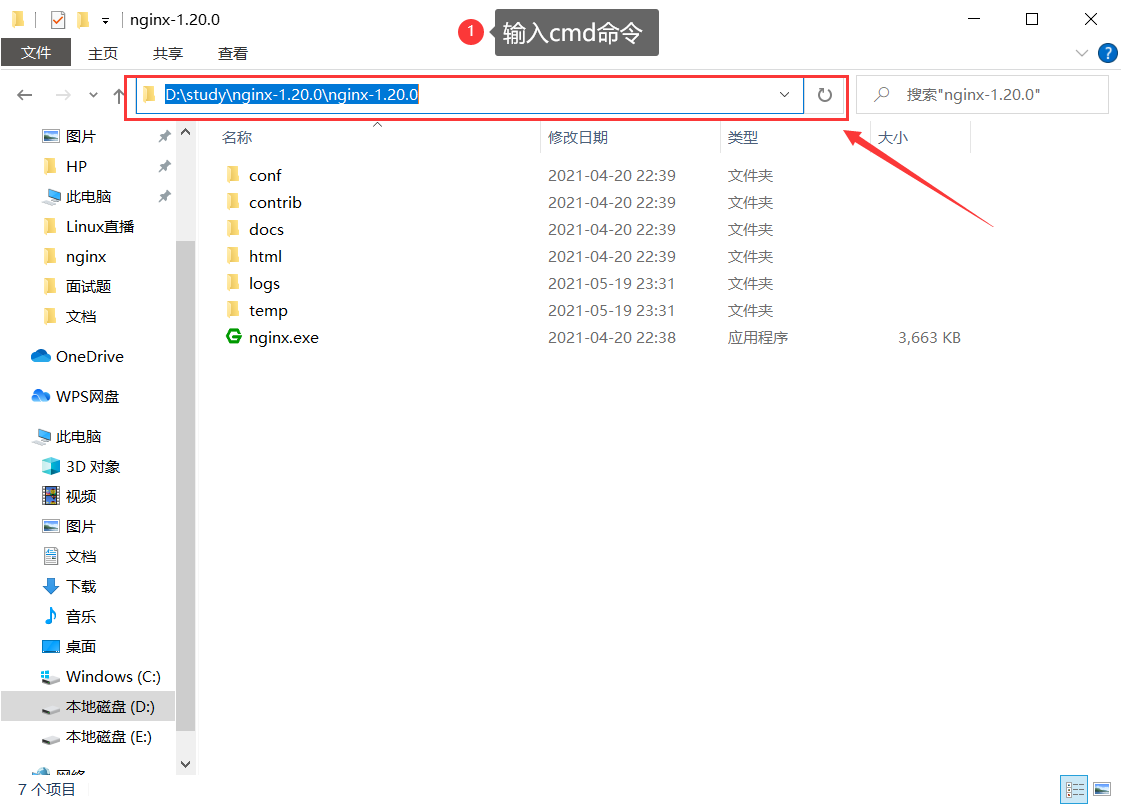 nginx-1.20.0
1 输入cmd命令
文件 主页 共享 查看
?
D:\study\nginx-1.20.0\nginx-1.20.0
搜索"nginx-1.20.0"
名称 修改日期 类型 大小
图片
HP
此电脑
Linux直播
nginx
面试题
文档
OneDrive
WPS网盘
此电脑
3D 对象
视频
图片
文档
下载
音乐
桌面
Windows (C:)
本地磁盘 (D:)
本地磁盘 (E:)
网络
conf 2021-04-20 22:39 文件夹
contrib 2021-04-20 22:39 文件夹
docs 2021-04-20 22:39 文件夹
html 2021-04-20 22:39 文件夹
logs 2021-05-19 23:31 文件夹
temp 2021-05-19 23:31 文件夹
nginx.exe 2021-04-20 22:38 应用程序 3,663 KB
7 个项目